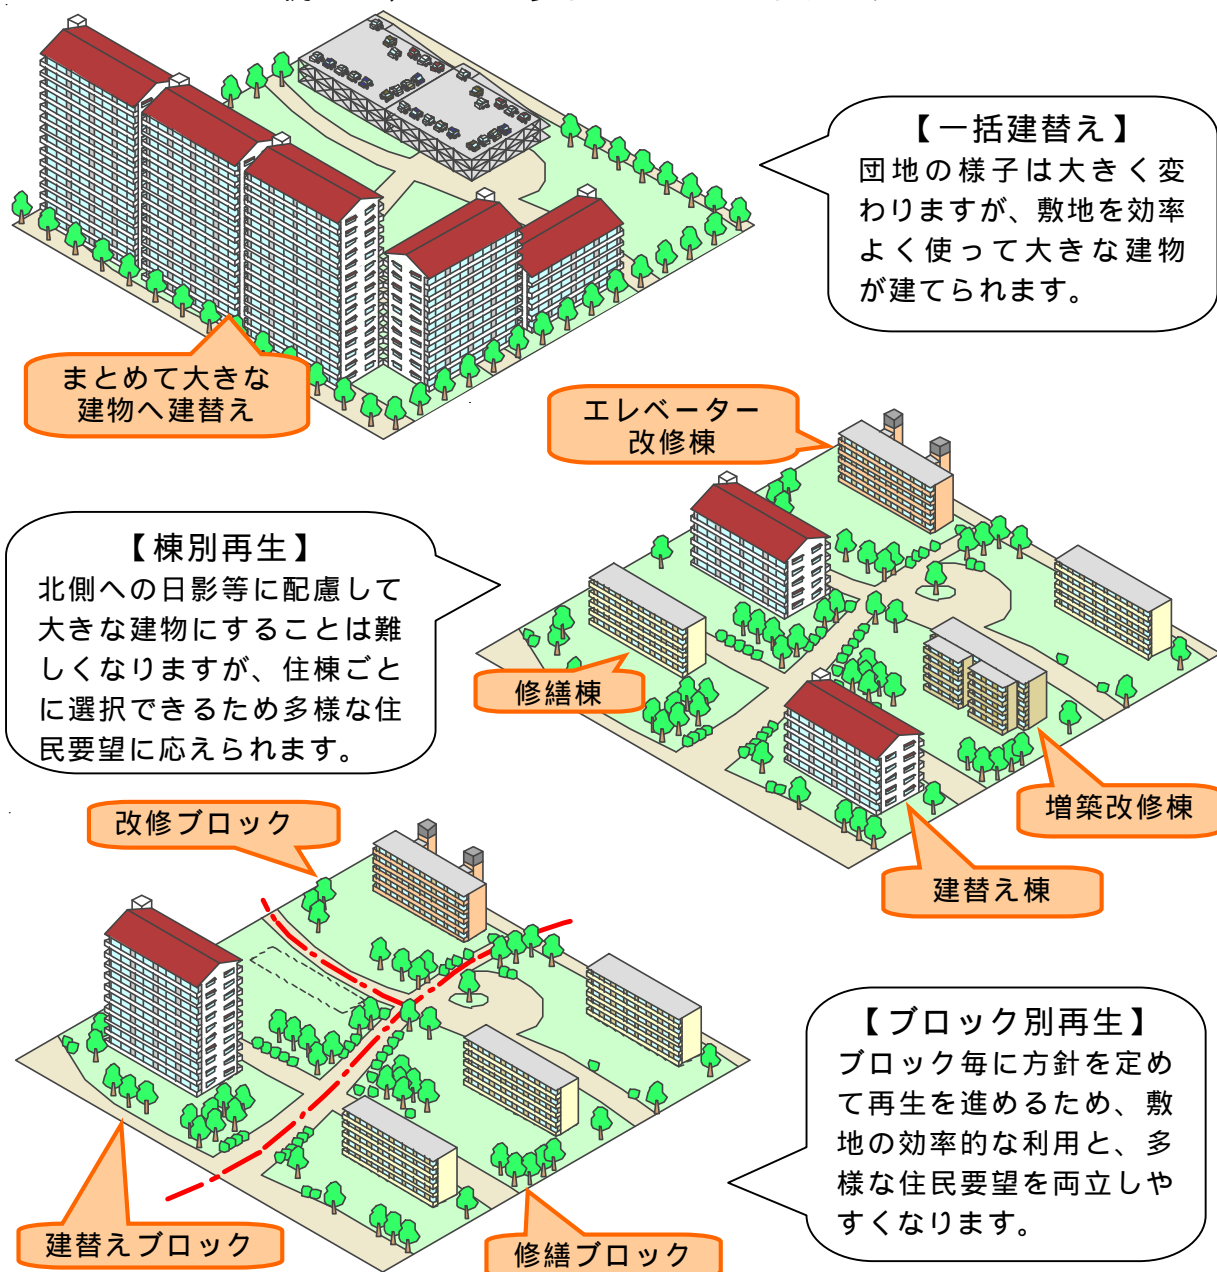 【一括建替え】
団地の様子は大きく変
わりますが、敷地を効率
よく使って大きな建物
が建てられます。
まとめて大きな
建物へ建替え
エレベーター
改修棟
【棟別再生】
北側への日影等に配慮して
大きな建物にすることは難
しくなりますが、住棟ごと
に選択できるため多様な住
民要望に応えられます。
修繕棟
増築改修棟
建替え棟
改修ブロック
【ブロック別再生】
ブロック毎に方針を定め
て再生を進めるため、敷
地の効率的な利用と、多
様な住民要望を両立しや
すくなります。
建替えブロック
修繕ブロック